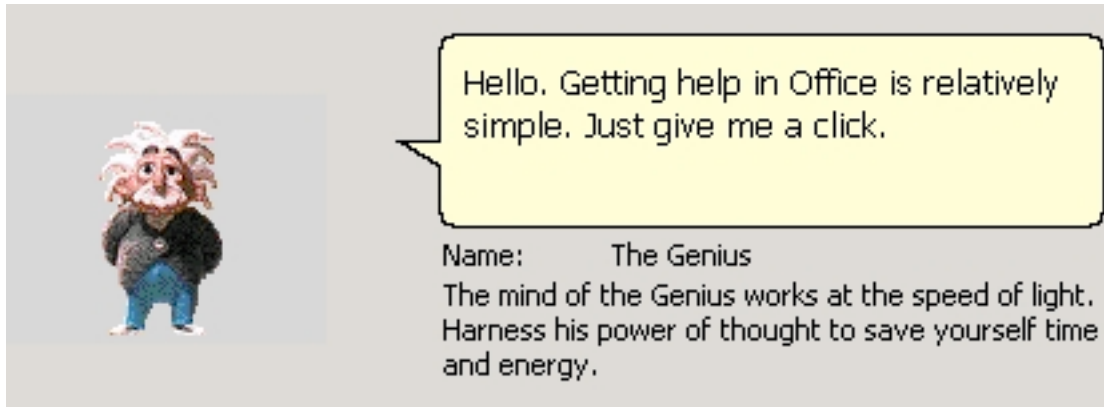 Hello. Getting help in Office is relatively
simple. Just give me a click.
Name: The Genius
The mind of the Genius works at the speed of light.
Harness his power of thought to save yourself time
and energy.